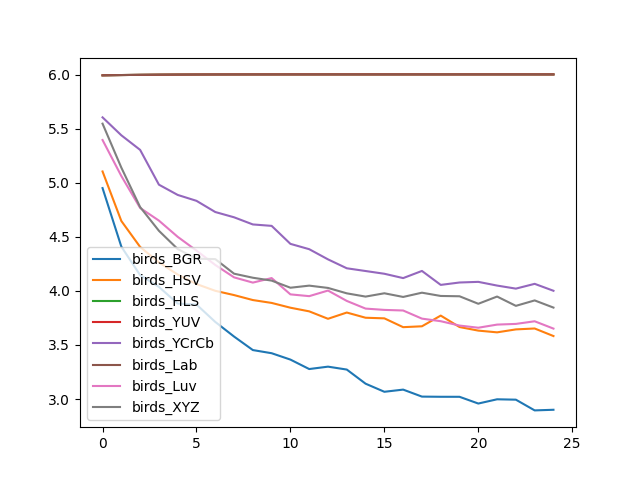 6.0
5.5
5.0
4.5
4.0
3.5
3.0
birds_BGR
birds_HSV
birds_HLS
birds_YUV
birds_YCrCb
birds_Lab
birds_Luv
birds_XYZ
0 5 10 15 20 25